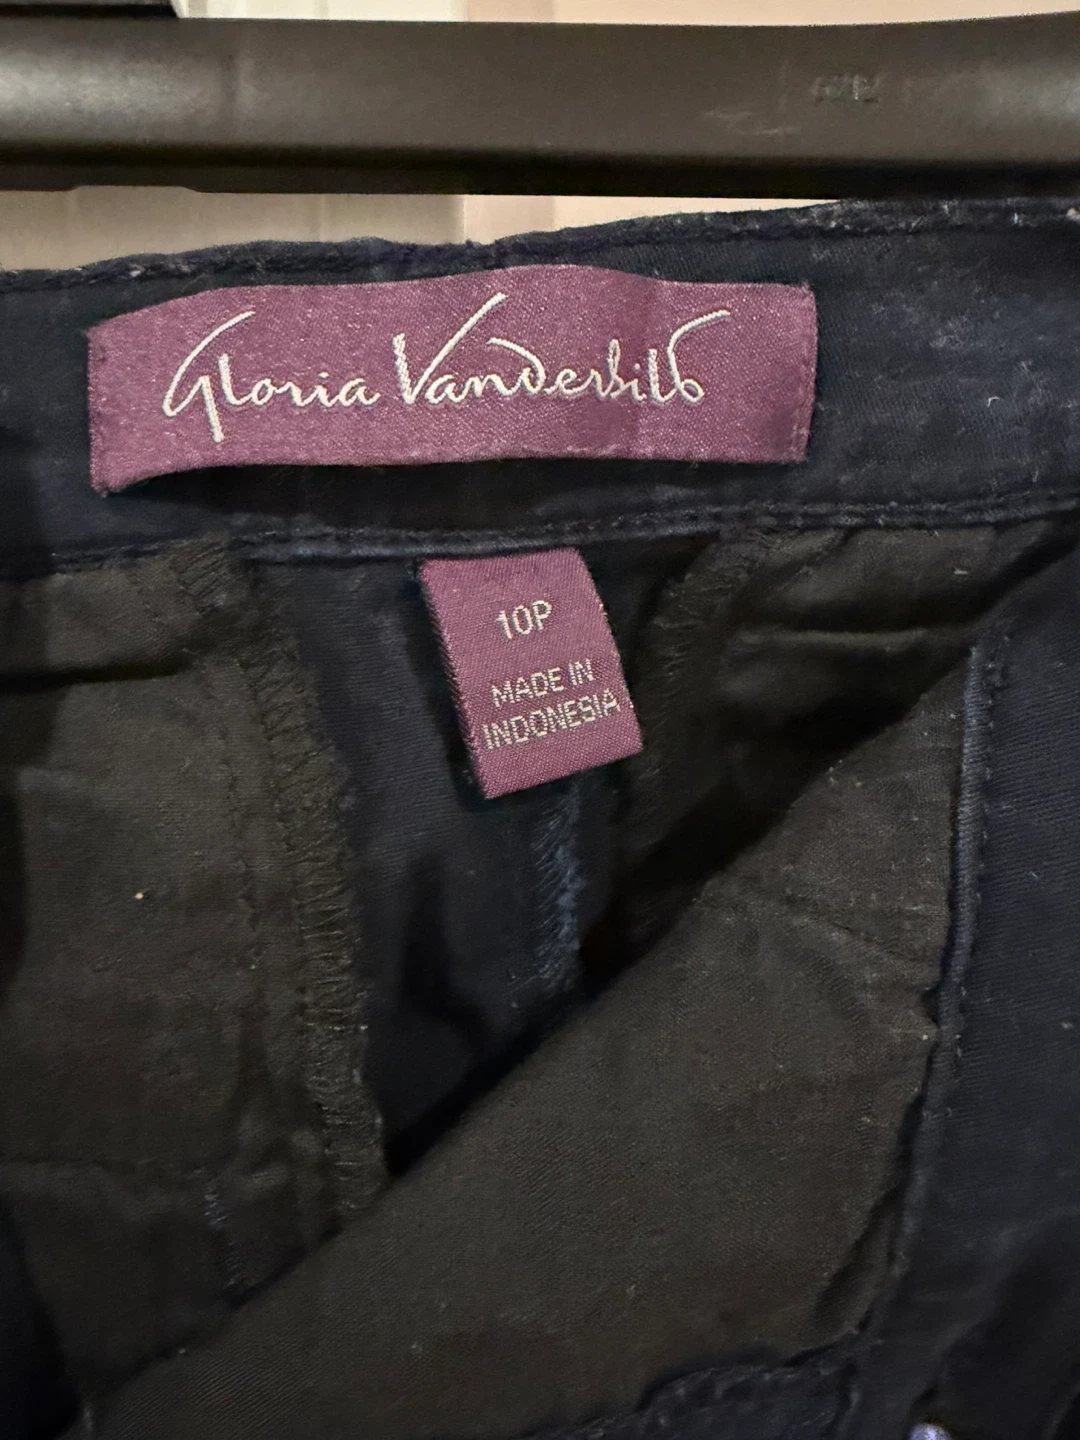 Gloria Vanderbilt
10P
MADE IN
INDONESIA